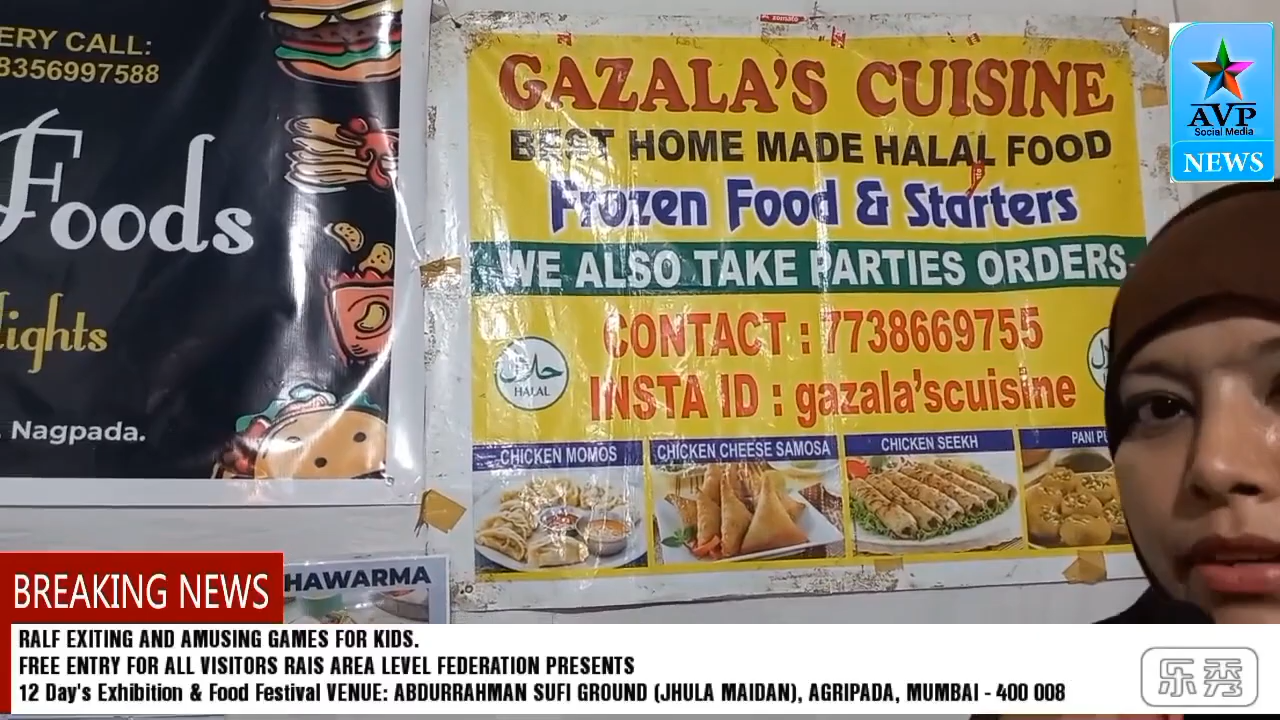 ERY CALL:
8356997588
Foods
ights
Nagpada.
zomato
GAZALA'S CUISINE
BEST HOME MADE HALAL FOOD
Frozen Food & Starters
WE ALSO TAKE PARTIES ORDERS
CONTACT : 7738669755
INSTA ID : gazala'scuisine
حلال
HALAL
CHICKEN MOMOS
CHICKEN CHEESE SAMOSA
CHICKEN SEEKH
PANI PU
AVP
Social Media
NEWS
HAWARMA
BREAKING NEWS
RALF EXITING AND AMUSING GAMES FOR KIDS.
FREE ENTRY FOR ALL VISITORS RAIS AREA LEVEL FEDERATION PRESENTS
12 Day's Exhibition & Food Festival VENUE: ABDURRAHMAN SUFI GROUND (JHULA MAIDAN), AGRIPADA, MUMBAI - 400 008
乐秀